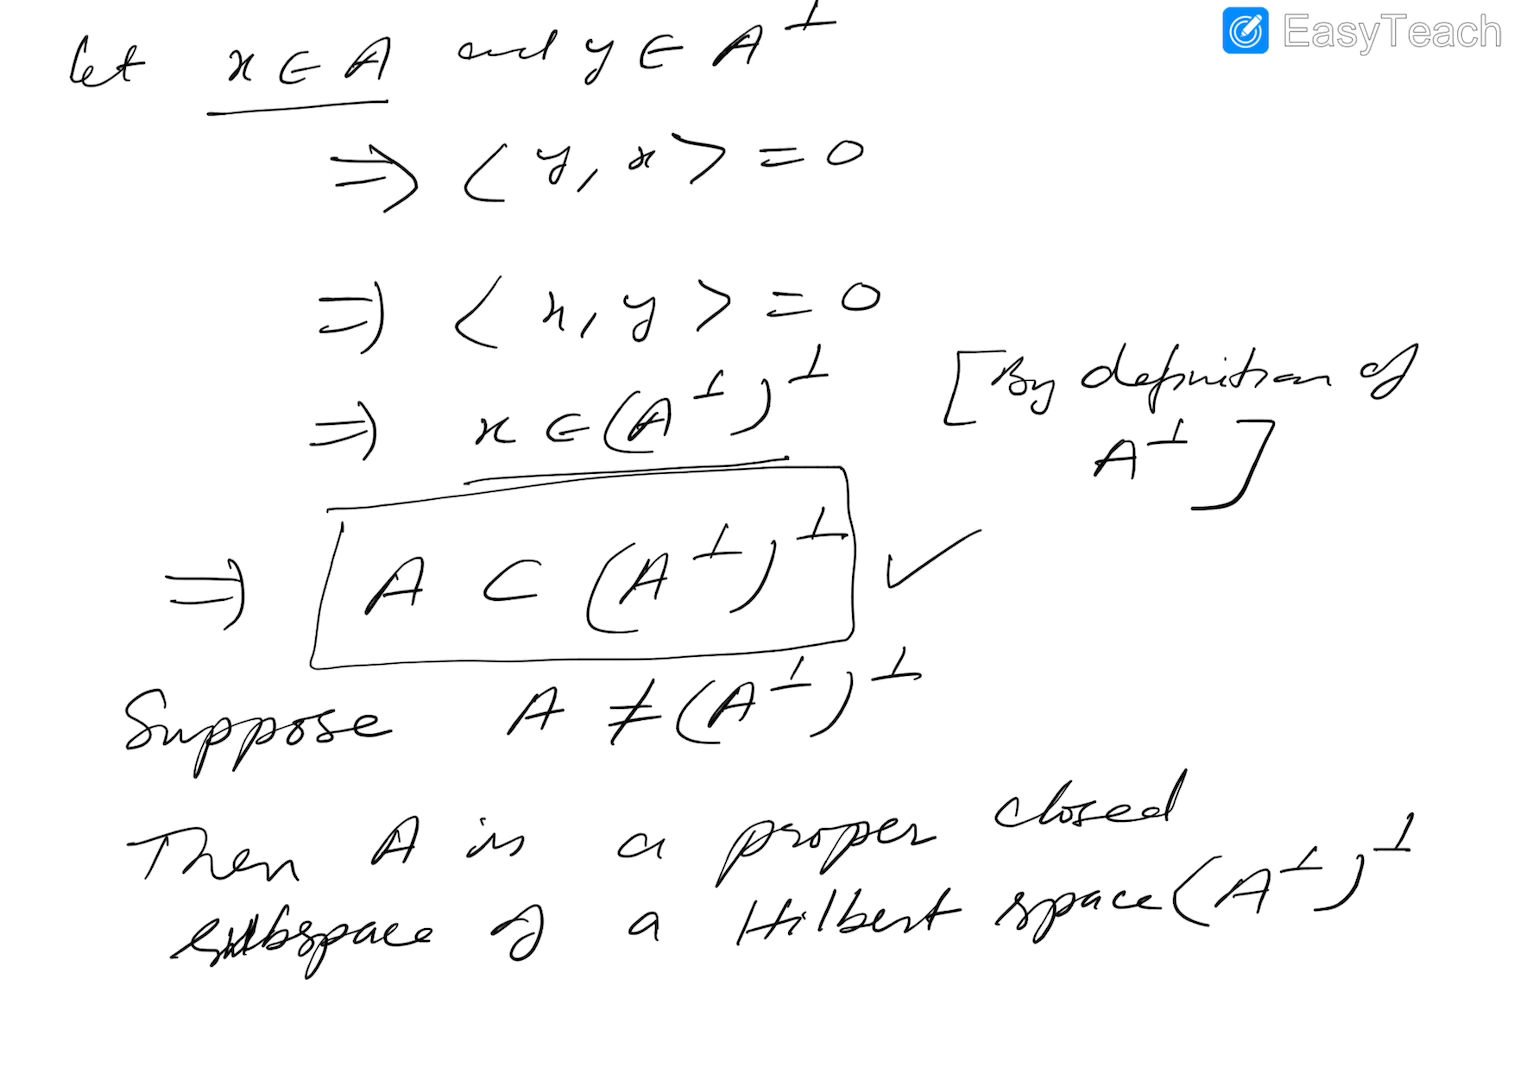 EasyTeach
let x ∈ A and y ∈ A^⊥
⇒ < y, x > = 0
⇒ < x, y > = 0
⇒ x ∈ (A^⊥)^⊥ [By definition of
A^⊥]
⇒ A ⊂ (A^⊥)^⊥ ✓
Suppose A ≠ (A^⊥)^⊥
Then A is a proper closed
subspace of a Hilbert space (A^⊥)^⊥